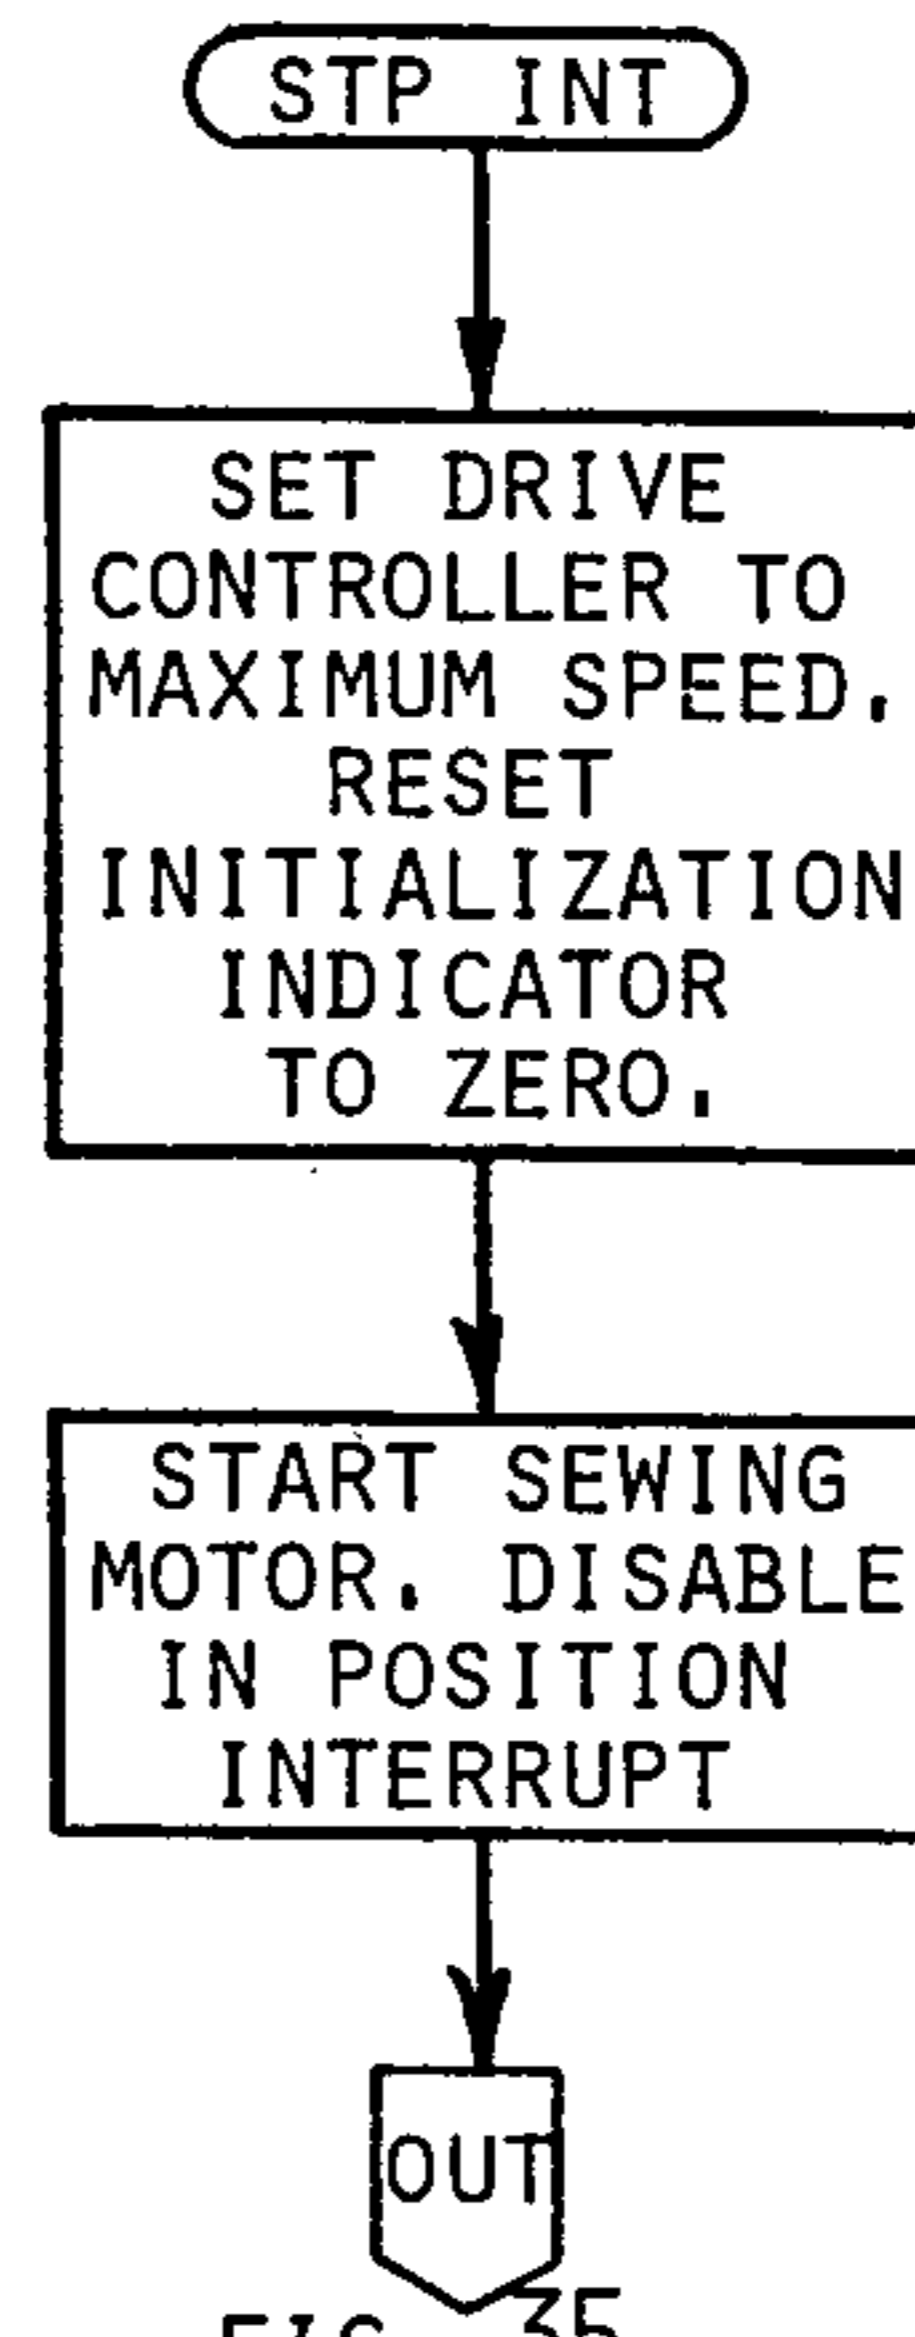 STP INT
SET DRIVE
CONTROLLER TO
MAXIMUM SPEED.
RESET
INITIALIZATION
INDICATOR
TO ZERO.
START SEWING
MOTOR. DISABLE
IN POSITION
INTERRUPT
OUT
FIG. 35